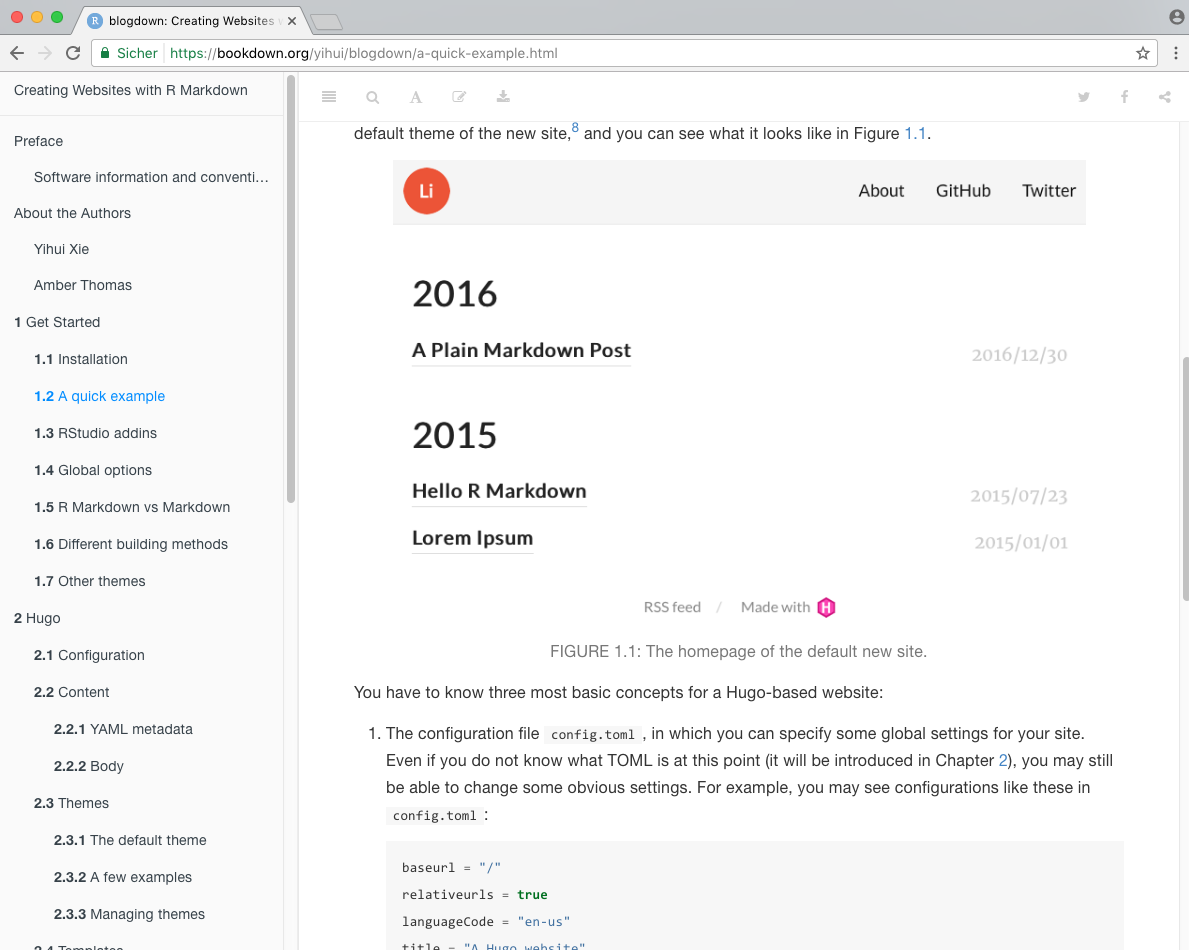 blogdown: Creating Websites w
Sicher https://bookdown.org/yihui/blogdown/a-quick-example.html
Creating Websites with R Markdown
Preface
Software information and conventi…
About the Authors
Yihui Xie
Amber Thomas
1 Get Started
1.1 Installation
1.2 A quick example
1.3 RStudio addins
1.4 Global options
1.5 R Markdown vs Markdown
1.6 Different building methods
1.7 Other themes
2 Hugo
2.1 Configuration
2.2 Content
2.2.1 YAML metadata
2.2.2 Body
2.3 Themes
2.3.1 The default theme
2.3.2 A few examples
2.3.3 Managing themes
2.4 Templates
default theme of the new site,8 and you can see what it looks like in Figure 1.1.
Li About GitHub Twitter
2016
A Plain Markdown Post 2016/12/30
2015
Hello R Markdown 2015/07/23
Lorem Ipsum 2015/01/01
RSS feed / Made with H
FIGURE 1.1: The homepage of the default new site.
You have to know three most basic concepts for a Hugo-based website:
1. The configuration file config.toml , in which you can specify some global settings for your site.
Even if you do not know what TOML is at this point (it will be introduced in Chapter 2), you may still
be able to change some obvious settings. For example, you may see configurations like these in
config.toml :
baseurl = "/"
relativeurls = true
languageCode = "en-us"
title = "A Hugo website"